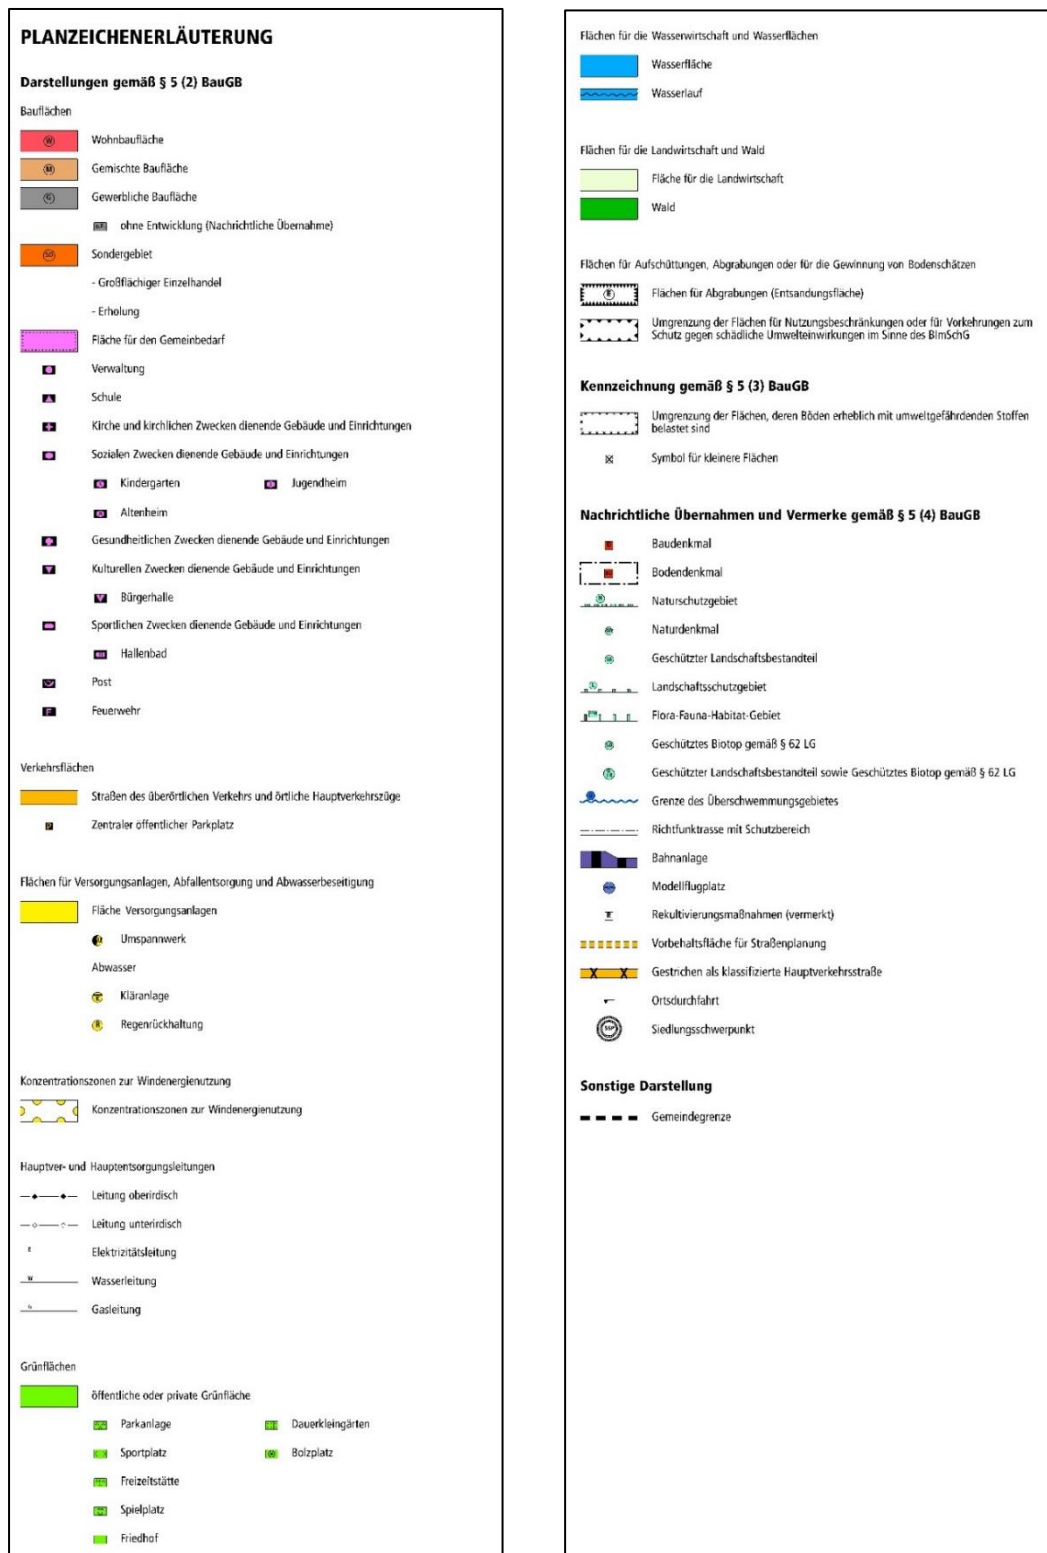 PLANZEICHENERLÄUTERUNG
Darstellungen gemäß § 5 (2) BauGB
Bauflächen
W Wohnbaufläche
M Gemischte Baufläche
G Gewerbliche Baufläche
ohne Entwicklung (Nachrichtliche Übernahme)
SO Sondergebiet
- Großflächiger Einzelhandel
- Erholung
Fläche für den Gemeinbedarf
Verwaltung
Schule
Kirche und kirchlichen Zwecken dienende Gebäude und Einrichtungen
Sozialen Zwecken dienende Gebäude und Einrichtungen
Kindergarten Jugendheim
Altenheim
Gesundheitlichen Zwecken dienende Gebäude und Einrichtungen
Kulturellen Zwecken dienende Gebäude und Einrichtungen
Bürgerhalle
Sportlichen Zwecken dienende Gebäude und Einrichtungen
Hallenbad
Post
F Feuerwehr
Verkehrsflächen
Straßen des überörtlichen Verkehrs und örtliche Hauptverkehrszüge
P Zentraler öffentlicher Parkplatz
Flächen für Versorgungsanlagen, Abfallentsorgung und Abwasserbeseitigung
Fläche Versorgungsanlagen
Umspannwerk
Abwasser
Kläranlage
R Regenrückhaltung
Konzentrationszonen zur Windenergienutzung
Konzentrationszonen zur Windenergienutzung
Hauptver- und Hauptentsorgungsleitungen
Leitung oberirdisch
Leitung unterirdisch
E Elektrizitätsleitung
W Wasserleitung
Gasleitung
Grünflächen
öffentliche oder private Grünfläche
Parkanlage Dauerkleingärten
Sportplatz Bolzplatz
Freizeitstätte
Spielplatz
Friedhof
Flächen für die Wasserwirtschaft und Wasserflächen
Wasserfläche
Wasserlauf
Flächen für die Landwirtschaft und Wald
Fläche für die Landwirtschaft
Wald
Flächen für Aufschüttungen, Abgrabungen oder für die Gewinnung von Bodenschätzen
E Flächen für Abgrabungen (Entsandungsfläche)
Umgrenzung der Flächen für Nutzungsbeschränkungen oder für Vorkehrungen zum
Schutz gegen schädliche Umwelteinwirkungen im Sinne des BImSchG
Kennzeichnung gemäß § 5 (3) BauGB
Umgrenzung der Flächen, deren Böden erheblich mit umweltgefährdenden Stoffen
belastet sind
Symbol für kleinere Flächen
Nachrichtliche Übernahmen und Vermerke gemäß § 5 (4) BauGB
D Baudenkmal
Bodendenkmal
N Naturschutzgebiet
Naturdenkmal
Geschützter Landschaftsbestandteil
L Landschaftsschutzgebiet
Flora-Fauna-Habitat-Gebiet
Geschütztes Biotop gemäß § 62 LG
Geschützter Landschaftsbestandteil sowie Geschütztes Biotop gemäß § 62 LG
Grenze des Überschwemmungsgebietes
Richtfunktrasse mit Schutzbereich
Bahnanlage
Modellflugplatz
Rekultivierungsmaßnahmen (vermerkt)
Vorbehaltsfläche für Straßenplanung
X X Gestrichen als klassifizierte Hauptverkehrsstraße
Ortsdurchfahrt
SSP Siedlungsschwerpunkt
Sonstige Darstellung
Gemeindegrenze